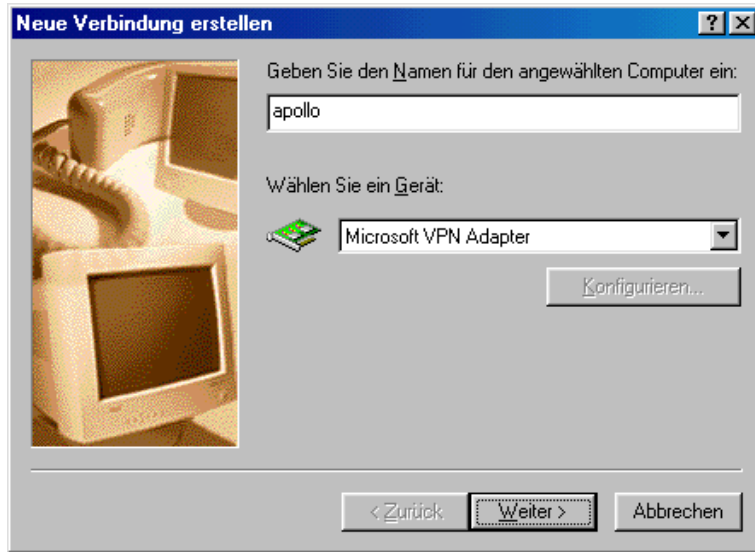 Neue Verbindung erstellen
Geben Sie den Namen für den angewählten Computer ein:
apollo
Wählen Sie ein Gerät:
Microsoft VPN Adapter
Konfigurieren...
< Zurück
Weiter >
Abbrechen